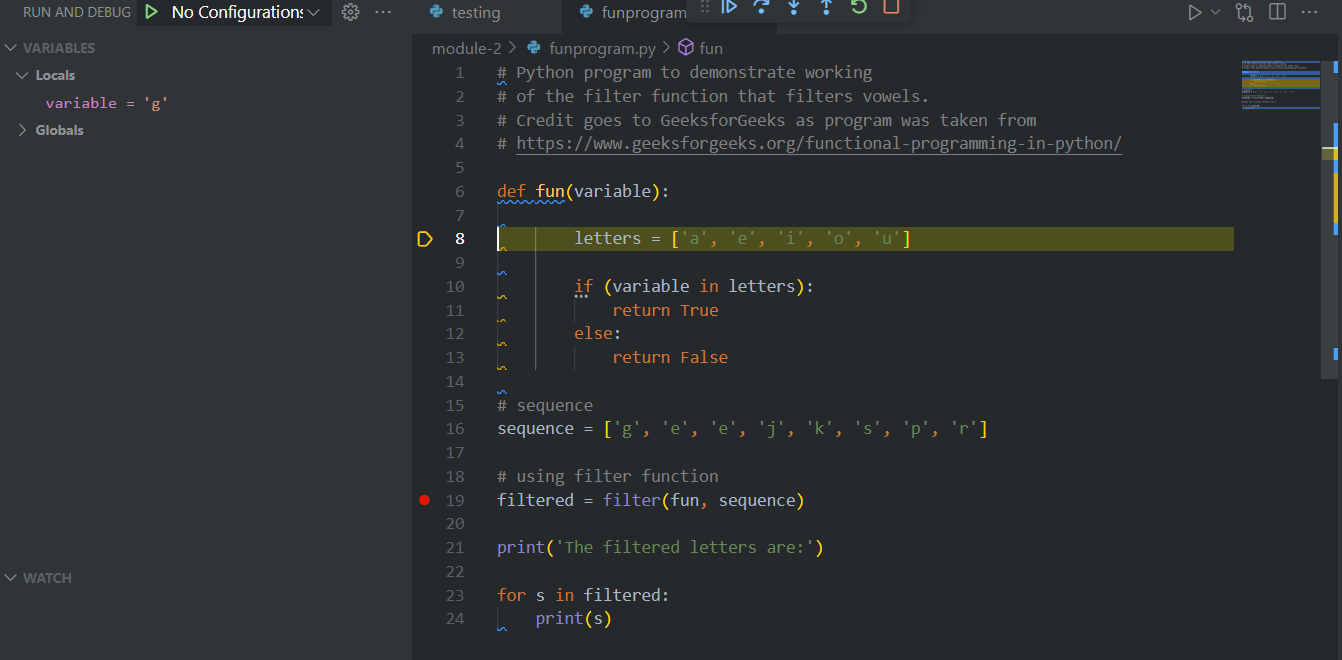 RUN AND DEBUG No Configurations
testing
funprogram
VARIABLES
Locals
variable = 'g'
Globals
WATCH
module-2 > funprogram.py > fun
1 # Python program to demonstrate working
2 # of the filter function that filters vowels.
3 # Credit goes to GeeksforGeeks as program was taken from
4 # https://www.geeksforgeeks.org/functional-programming-in-python/
5
6 def fun(variable):
7
8 letters = ['a', 'e', 'i', 'o', 'u']
9
10 if (variable in letters):
11 return True
12 else:
13 return False
14
15 # sequence
16 sequence = ['g', 'e', 'e', 'j', 'k', 's', 'p', 'r']
17
18 # using filter function
19 filtered = filter(fun, sequence)
20
21 print('The filtered letters are:')
22
23 for s in filtered:
24 print(s)